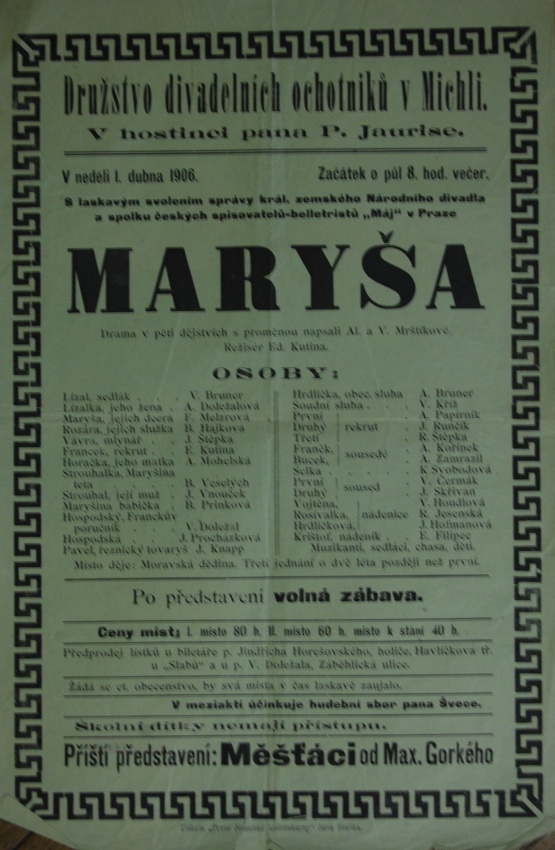 Družstvo divadelních ochotníků v Michli.
V hostinci pana P. Jaurise.
V neděli 1. dubna 1906.
Začátek o půl 8. hod. večer.
S laskavým svolením správy král. zemského Národního divadla
a spolku českých spisovatelů-belletristů „Máj“ v Praze
MARYŠA
Drama v pěti dějstvích s proměnou napsali Al. a V. Mrštíkové.
Režisér Ed. Kutina.
OSOBY:
Lízal, sedlák . . . V. Bruner
Lízalka, jeho žena . A. Doležalová
Maryša, jejich dcera F. Melzrová
Rozára, jejich služka B. Hájkova
Vávra, mlynář . . J. Štěpka
Francek, rekrut . . E. Kutina
Horačka, jeho matka A. Mohelská
Strouhalka, Maryšina
teta . . . B. Veselých
Strouhal, její muž . J. Vnouček
Maryšina babička . B. Prinková
Hospodský, Franckův
poručník . . . V. Doležal
Hospodská . . J. Procházková
Pavel, řeznický tovaryš J. Knapp
Hrdlička, obec. sluha A. Bruner
Soudní sluha . . . V. Kříž
První A. Papírník
Druhý rekrut J. Runčík
Třetí R. Štěpka
Franěk, A. Kořínek
Buček, sousedé A. Zamrazil
Selka . . . . . K. Svobodová
První V. Čermák
Druhý soused J. Skřivan
Vojtěna, V. Houdlová
Rosívalka, nádenice R. Jesenská
Hrdličková, J. Hofmanová
Krištof, nádeník . . E. Filipec
Muzikanti, sedláci, chasa, děti.
Místo děje: Moravská dědina. Třetí jednání o dvě léta později než první.
Po představení volná zábava.
Ceny míst; I. místo 80 h. II. místo 60 h. místo k stání 40 h.
Předprodej lístků u biletáře p. Jindřicha Horešovského, holiče, Havlíčkova tř.
u „Slabů“ a u p. V. Doležala, Záběhlická ulice.
Žádá se ct. obecenstvo, by svá místa v čas laskavě zaujalo.
V meziaktí účinkuje hudební sbor pana Švece.
Školní dítky nemají přístupu.
Příští představení: Měšťáci od Max. Gorkého